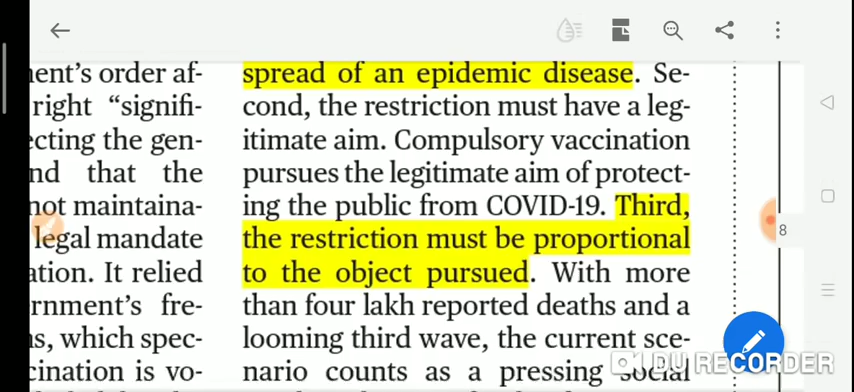 nent's order af-
right “signifi-
cting the gen-
nd that the
not maintaina-
legal mandate
ation. It relied
rnment's fre-
ns, which spec-
cination is vo-
spread of an epidemic disease. Se-
cond, the restriction must have a leg-
itimate aim. Compulsory vaccination
pursues the legitimate aim of protect-
ing the public from COVID-19. Third,
the restriction must be proportional
to the object pursued. With more
than four lakh reported deaths and a
looming third wave, the current sce-
nario counts as a pressing social
8
DU RECORDER